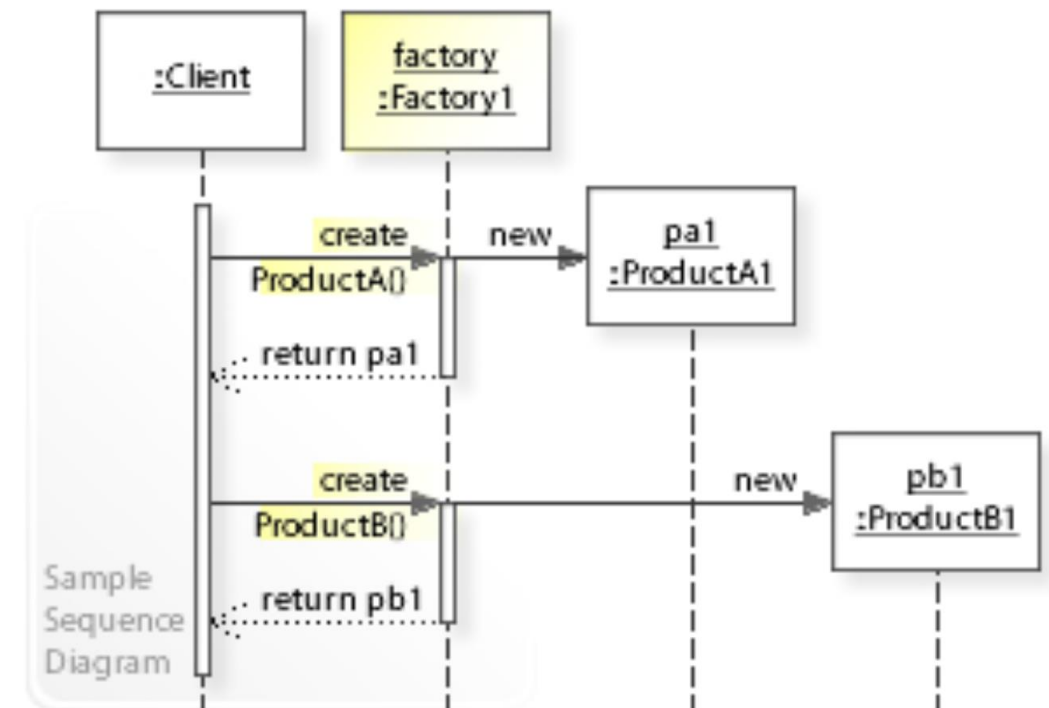 :Client
factory
:Factory1
create
ProductA()
new
pa1
:ProductA1
return pa1
create
ProductB()
new
pb1
:ProductB1
return pb1
Sample
Sequence
Diagram